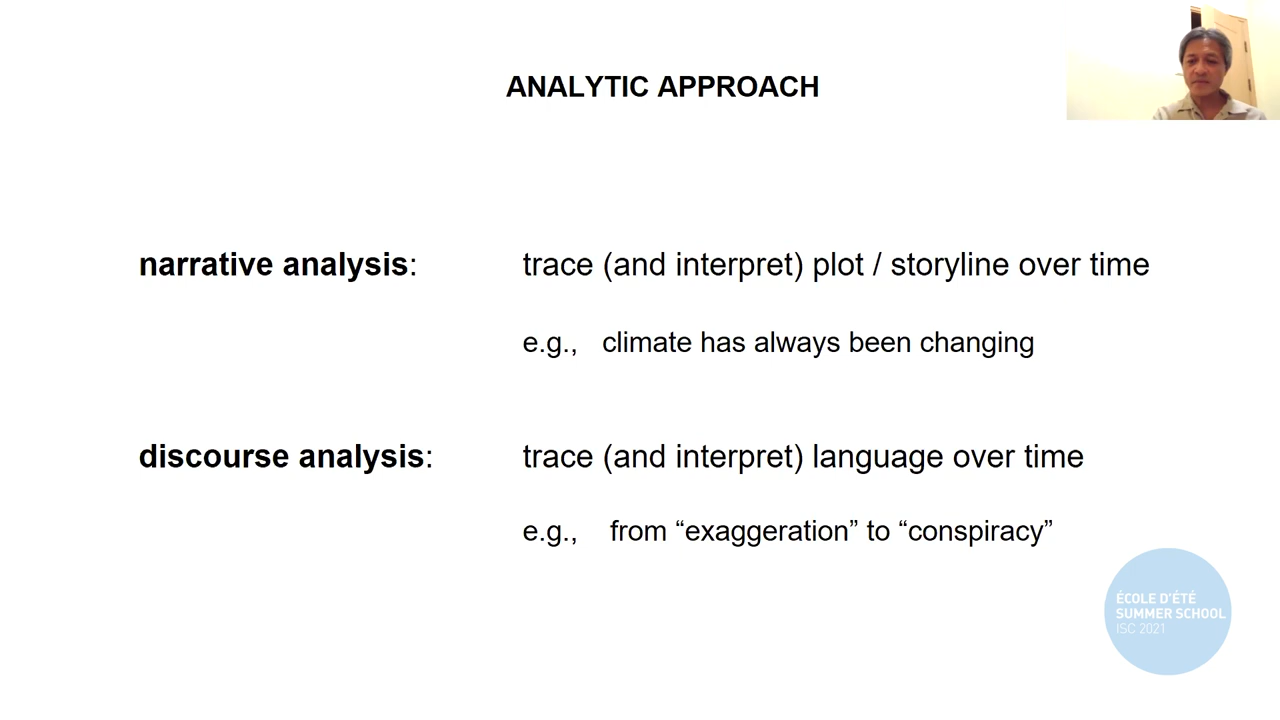 ANALYTIC APPROACH
narrative analysis: trace (and interpret) plot / storyline over time
e.g., climate has always been changing
discourse analysis: trace (and interpret) language over time
e.g., from “exaggeration” to “conspiracy”
ÉCOLE D'ÉTÉ
SUMMER SCHOOL
ISC 2021